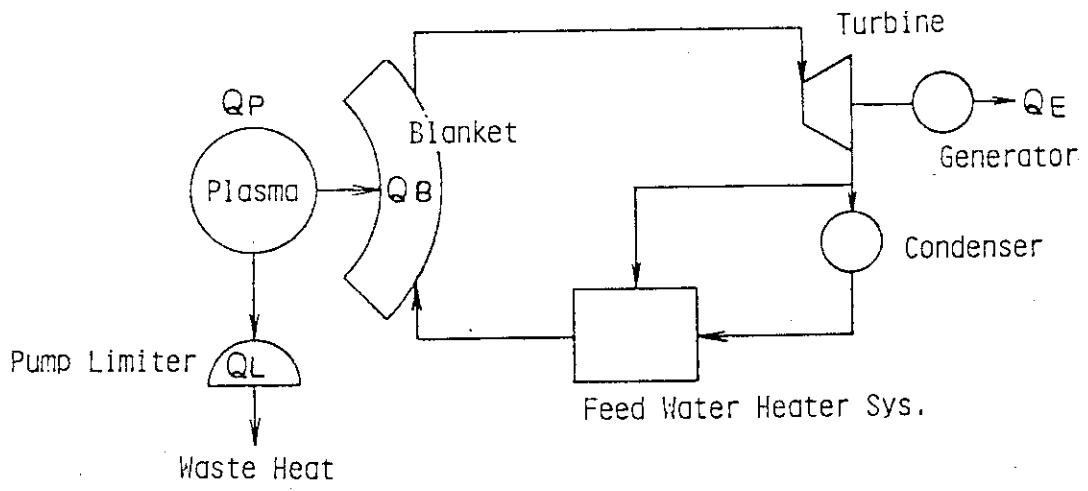 Turbine
QP
Blanket
QE
Generator
Plasma
QB
Condenser
Pump Limiter
QL
Feed Water Heater Sys.
Waste Heat